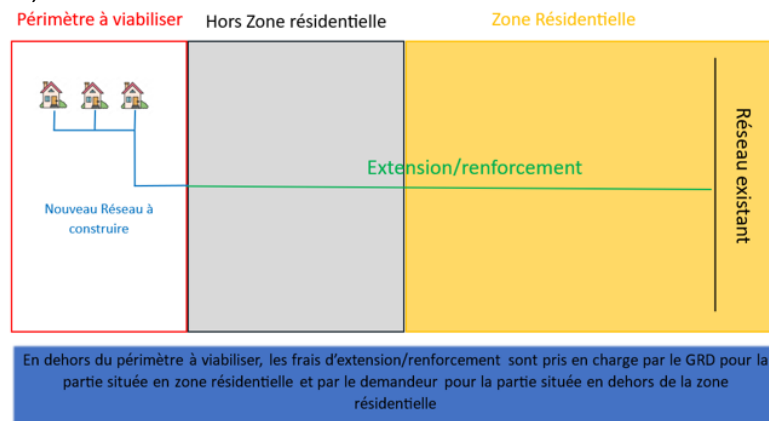 Périmètre à viabiliser
Hors Zone résidentielle
Zone Résidentielle
Extension/renforcement
Réseau existant
Nouveau Réseau à
construire
En dehors du périmètre à viabiliser, les frais d'extension/renforcement sont pris en charge par le GRD pour la
partie située en zone résidentielle et par le demandeur pour la partie située en dehors de la zone
résidentielle